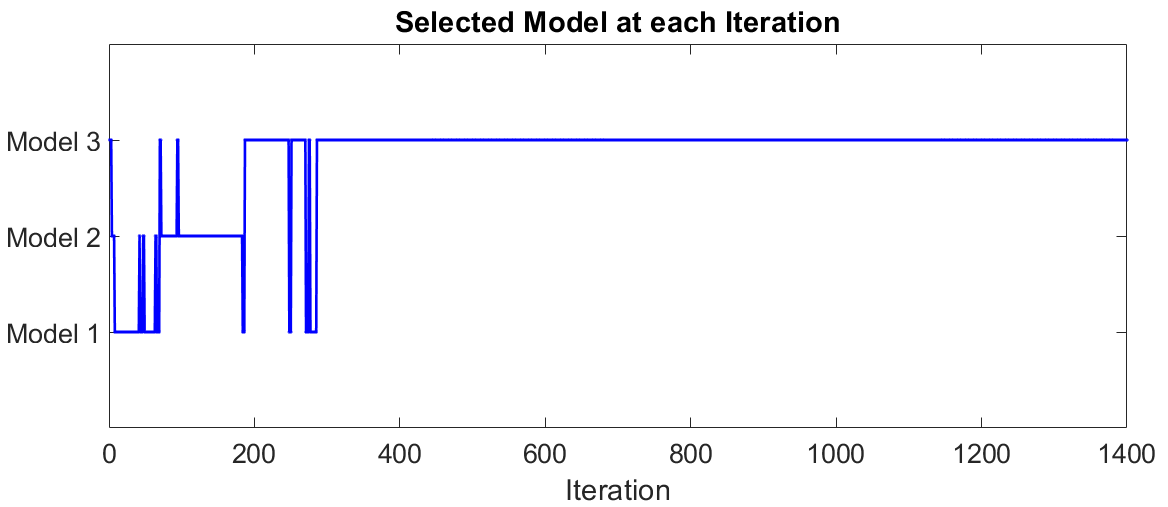 Selected Model at each Iteration
Model 3
Model 2
Model 1
0 200 400 600 800 1000 1200 1400
Iteration